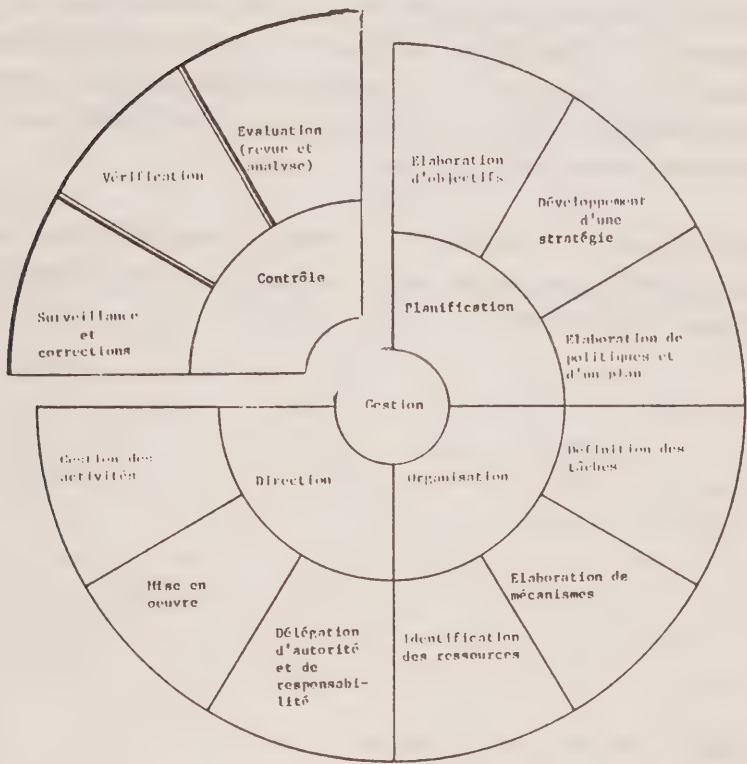 Evaluation
(revue et
analyse)
Vérification
Surveillance
et
corrections
Contrôle
Elaboration
d'objectifs
Développement
d'une
stratégie
Elaboration de
politiques et
d'un plan
Planification
Gestion
Définition des
tâches
Elaboration de
mécanismes
Identification
des ressources
Organisation
Direction
Délégation
d'autorité
et de
responsabi-
lité
Mise en
oeuvre
Gestion des
activités